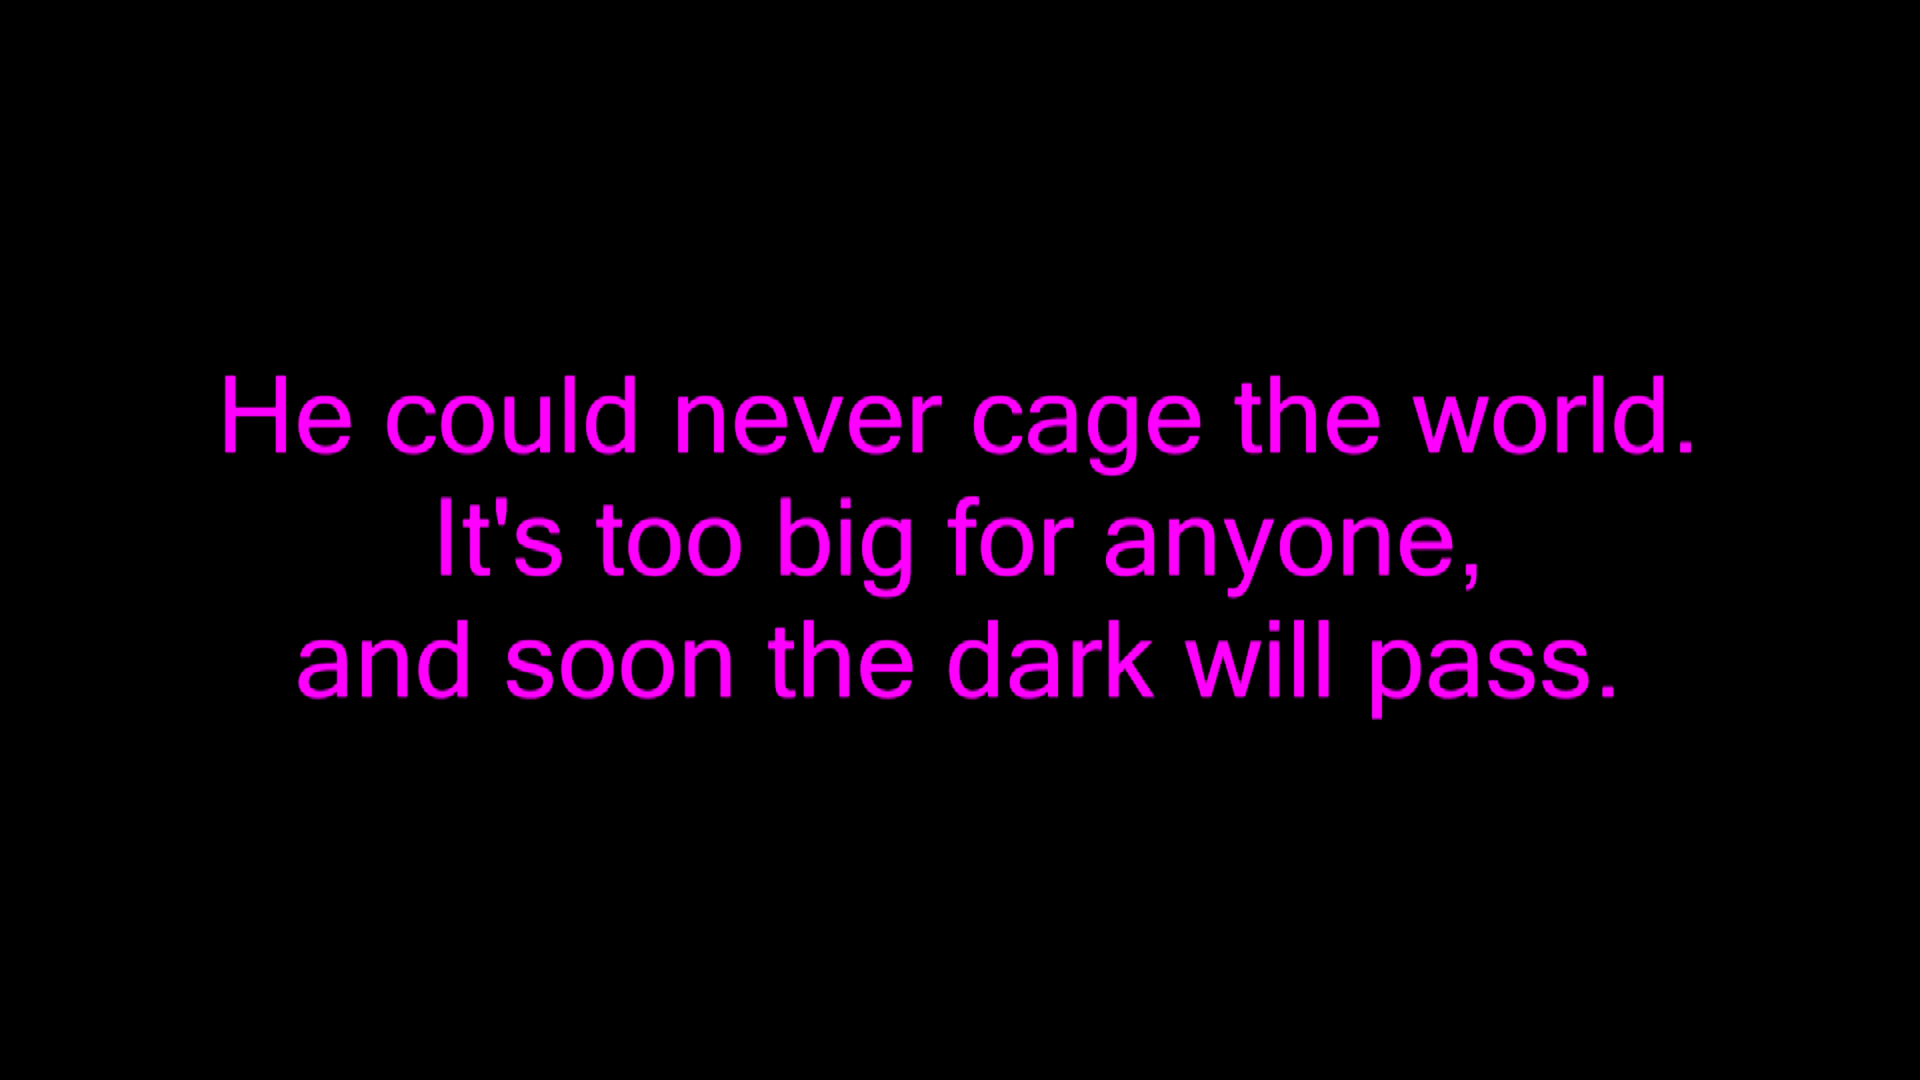 He could never cage the world.
It's too big for anyone,
and soon the dark will pass.